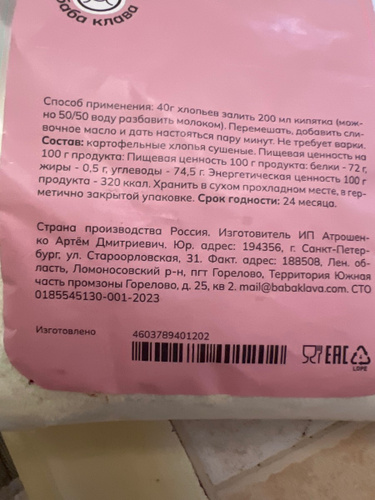 баба клава
Способ применения: 40г хлопьев залить 200 мл кипятка (мож-
но 50/50 воду разбавить молоком). Перемешать, добавить сли-
вочное масло и дать настояться пару минут. Не требует варки.
Состав: картофельные хлопья сушеные. Пищевая ценность на
100 г продукта: Пищевая ценность 100 г продукта: белки - 72 г,
жиры - 0,5 г, углеводы - 74,5 г. Энергетическая ценность 100 г
продукта - 320 ккал. Хранить в сухом прохладном месте, в гер-
метично закрытой упаковке. Срок годности: 24 месяца.
Страна производства Россия. Изготовитель ИП Атрошен-
ко Артём Дмитриевич. Юр. адрес: 194356, г. Санкт-Петер-
бург, ул. Староорловская, 31. Факт. адрес: 188508, Лен. об-
ласть, Ломоносовский р-н, пгт Горелово, Территория Южная
часть промзоны Горелово, д. 25, кв 2. mail@babaklava.com. СТО
0185545130-001-2023
Изготовлено
4603789401202
EAC
LDPE